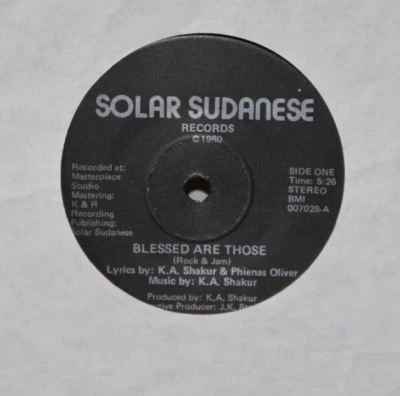 SOLAR SUDANESE
RECORDS
©1980
Recorded at:
Masterpiece
Studio
Mastering:
K & R
Recording
Publishing:
Solar Sudanese
SIDE ONE
Time: 5:26
STEREO
BMI
007028-A
BLESSED ARE THOSE
(Rock & Jam)
Lyrics by: K.A. Shakur & Phienas Oliver
Music by: K.A. Shakur
Produced by: K.A. Shakur
Producer: J.K.